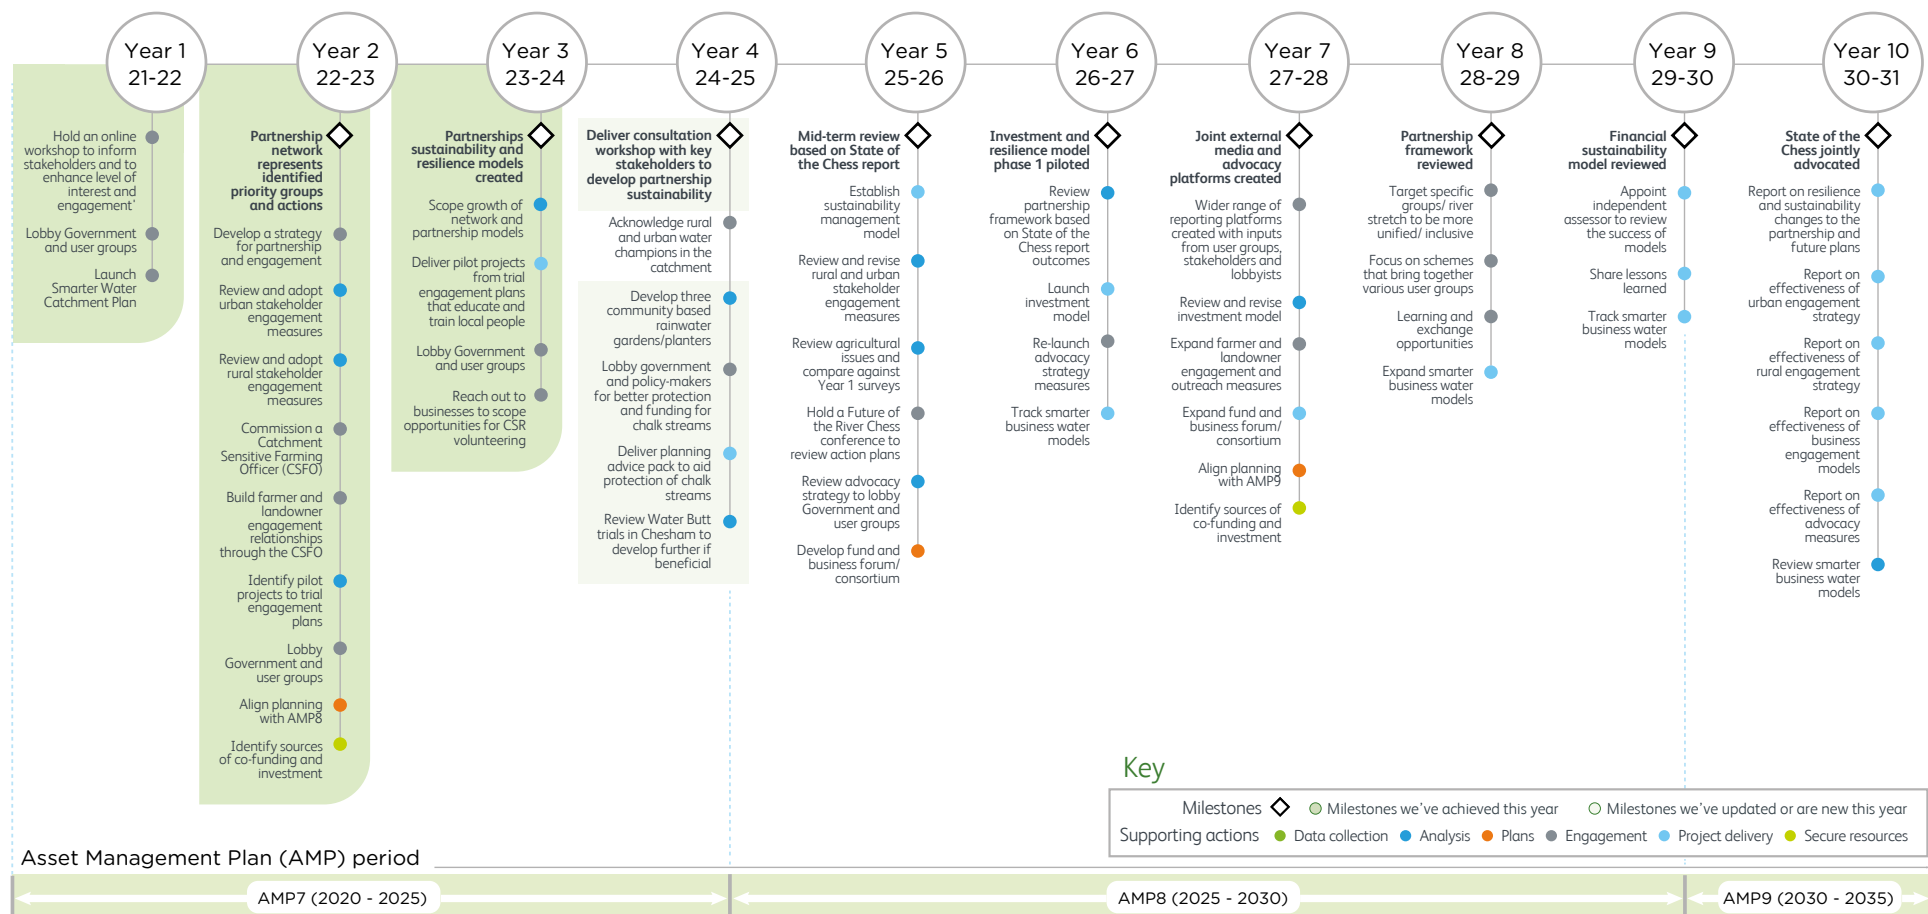 Year 1
21-22
Year 2
22-23
Year 3
23-24
Year 4
24-25
Year 5
25-26
Year 6
26-27
Year 7
27-28
Year 8
28-29
Year 9
29-30
Year 10
30-31
Hold an online
workshop to inform
stakeholders and to
enhance level of
interest and
engagement*
Lobby Government
and user groups
Launch
Smarter Water
Catchment Plan
Partnership
network
represents
identified
priority groups
and actions
Develop a strategy
for partnership
and engagement
Review and adopt
urban stakeholder
engagement
measures
Review and adopt
rural stakeholder
engagement
measures
Commission a
Catchment
Sensitive Farming
Officer (CSFO)
Build farmer and
landowner
engagement
relationships
through the CSFO
Identify pilot
projects to trial
engagement
plans
Lobby
Government and
user groups
Align planning
with AMP8
Identify sources
of co-funding and
investment
Partnerships
sustainability and
resilience models
created
Scope growth of
network and
partnership models
Deliver pilot projects
from trial
engagement plans
that educate and
train local people
Lobby Government
and user groups
Reach out to
businesses to scope
opportunities for CSR
volunteering
Deliver consultation
workshop with key
stakeholders to
develop partnership
sustainability
Acknowledge rural
and urban water
champions in the
catchment
Develop three
community based
rainwater
gardens/planters
Lobby government
and policy-makers
for better protection
and funding for
chalk streams
Deliver planning
advice pack to aid
protection of chalk
streams
Review Water Butt
trials in Chesham to
develop further if
beneficial
Mid-term review
based on State of
the Chess report
Establish
sustainability
management
model
Review and revise
rural and urban
stakeholder
engagement
measures
Review agricultural
issues and
compare against
Year 1 surveys
Hold a Future of
the River Chess
conference to
review action plans
Review advocacy
strategy to lobby
Government and
user groups
Develop fund and
business forum/
consortium
Investment and
resilience model
phase 1 piloted
Review
partnership
framework based
on State of the
Chess report
outcomes
Launch
investment
model
Re-launch
advocacy
strategy
measures
Track smarter
business water
models
Joint external
media and
advocacy
platforms created
Wider range of
reporting platforms
created with inputs
from user groups,
stakeholders and
lobbyists
Review and revise
investment model
Expand farmer and
landowner
engagement and
outreach measures
Expand fund and
business forum/
consortium
Align planning
with AMP9
Identify sources of
co-funding and
investment
Partnership
framework
reviewed
Target specific
groups/ river
stretch to be more
unified/ inclusive
Focus on schemes
that bring together
various user groups
Learning and
exchange
opportunities
Expand smarter
business water
models
Financial
sustainability
model reviewed
Appoint
independent
assessor to review
the success of
models
Share lessons
learned
Track smarter
business water
models
State of the
Chess jointly
advocated
Report on resilience
and sustainability
changes to the
partnership and
future plans
Report on
effectiveness of
urban engagement
strategy
Report on
effectiveness of
rural engagement
strategy
Report on
effectiveness of
business
engagement
models
Report on
effectiveness of
advocacy
measures
Review smarter
business water
models
Key
Milestones Milestones we've achieved this year Milestones we've updated or are new this year
Supporting actions Data collection Analysis Plans Engagement Project delivery Secure resources
Asset Management Plan (AMP) period
AMP7 (2020 - 2025)
AMP8 (2025 - 2030)
AMP9 (2030 - 2035)